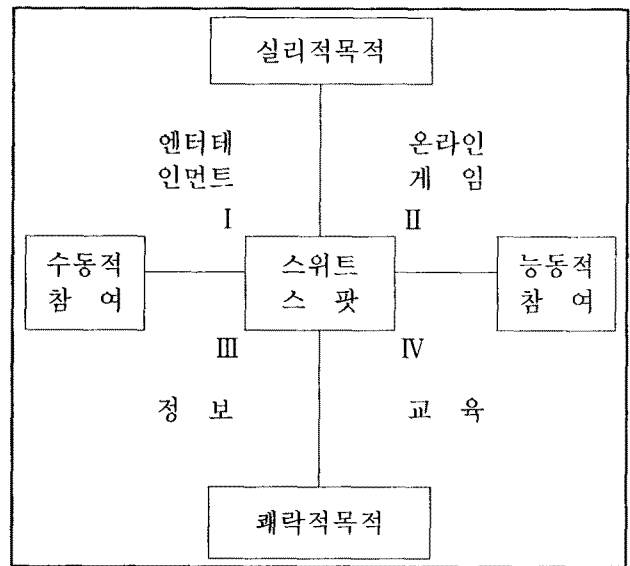 실리적목적
엔터테
인먼트
온라인
게 임
I
II
수동적
참 여
스위트
스 팟
능동적
참 여
III
IV
정 보
교 육
쾌락적목적